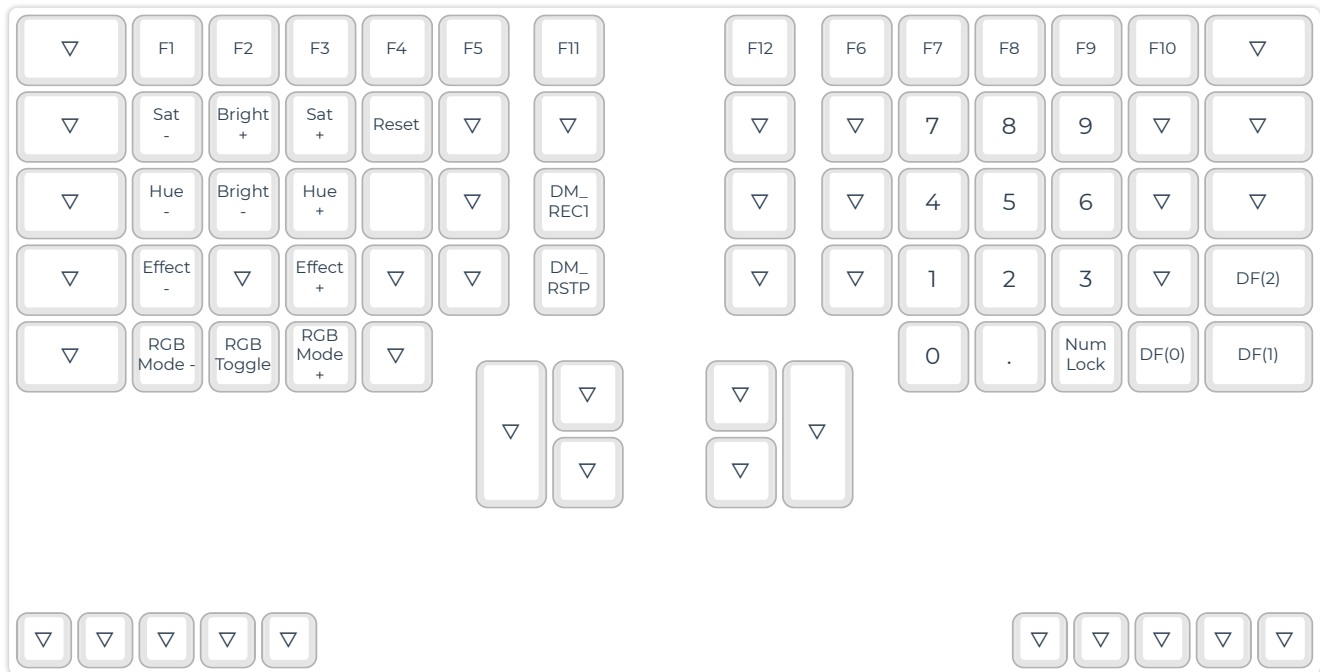 ▽ F1 F2 F3 F4 F5 F11 F12 F6 F7 F8 F9 F10 ▽
▽ Sat - Bright + Sat + Reset ▽ ▽ ▽ ▽ 7 8 9 ▽ ▽
▽ Hue - Bright - Hue + ▽ DM_ REC1 ▽ ▽ 4 5 6 ▽ ▽
▽ Effect - ▽ Effect + ▽ ▽ DM_ RSTP ▽ ▽ 1 2 3 ▽ DF(2)
▽ RGB Mode - RGB Toggle RGB Mode + ▽ 0 . Num Lock DF(0) DF(1)
▽ ▽ ▽ ▽
▽ ▽
▽ ▽ ▽ ▽ ▽ ▽ ▽ ▽ ▽ ▽